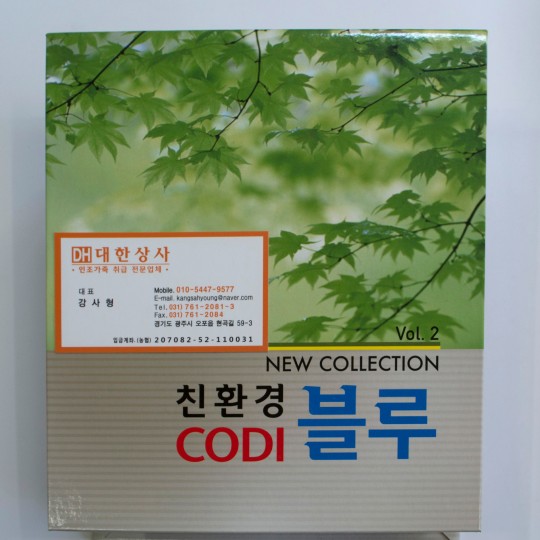 DH 대한상사
• 인조가죽 취급 전문업체 •
대 표
강 사 형
Mobile. 010-5447-9577
E-mail. kangsahyoung@naver.com
Tel. 031) 761-2081-3
Fax. 031) 761-2084
경기도 광주시 오포읍 현곡길 59-3
입금계좌. (농협) 207082-52-110031
Vol. 2
NEW COLLECTION
친환경
CODI 블루